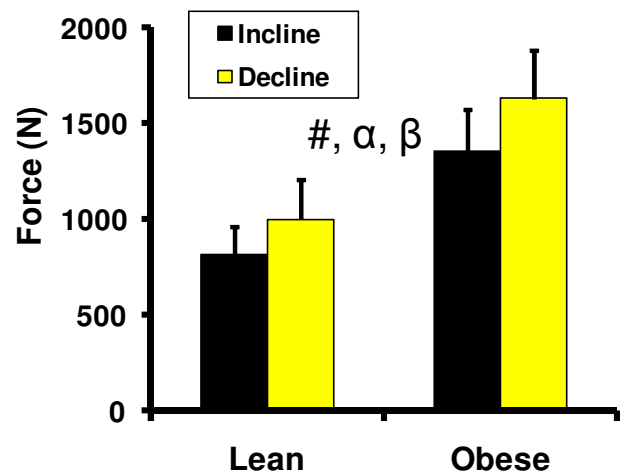 2000
1500
1000
500
0
Force (N)
Incline
Decline
#, α, β
Lean
Obese